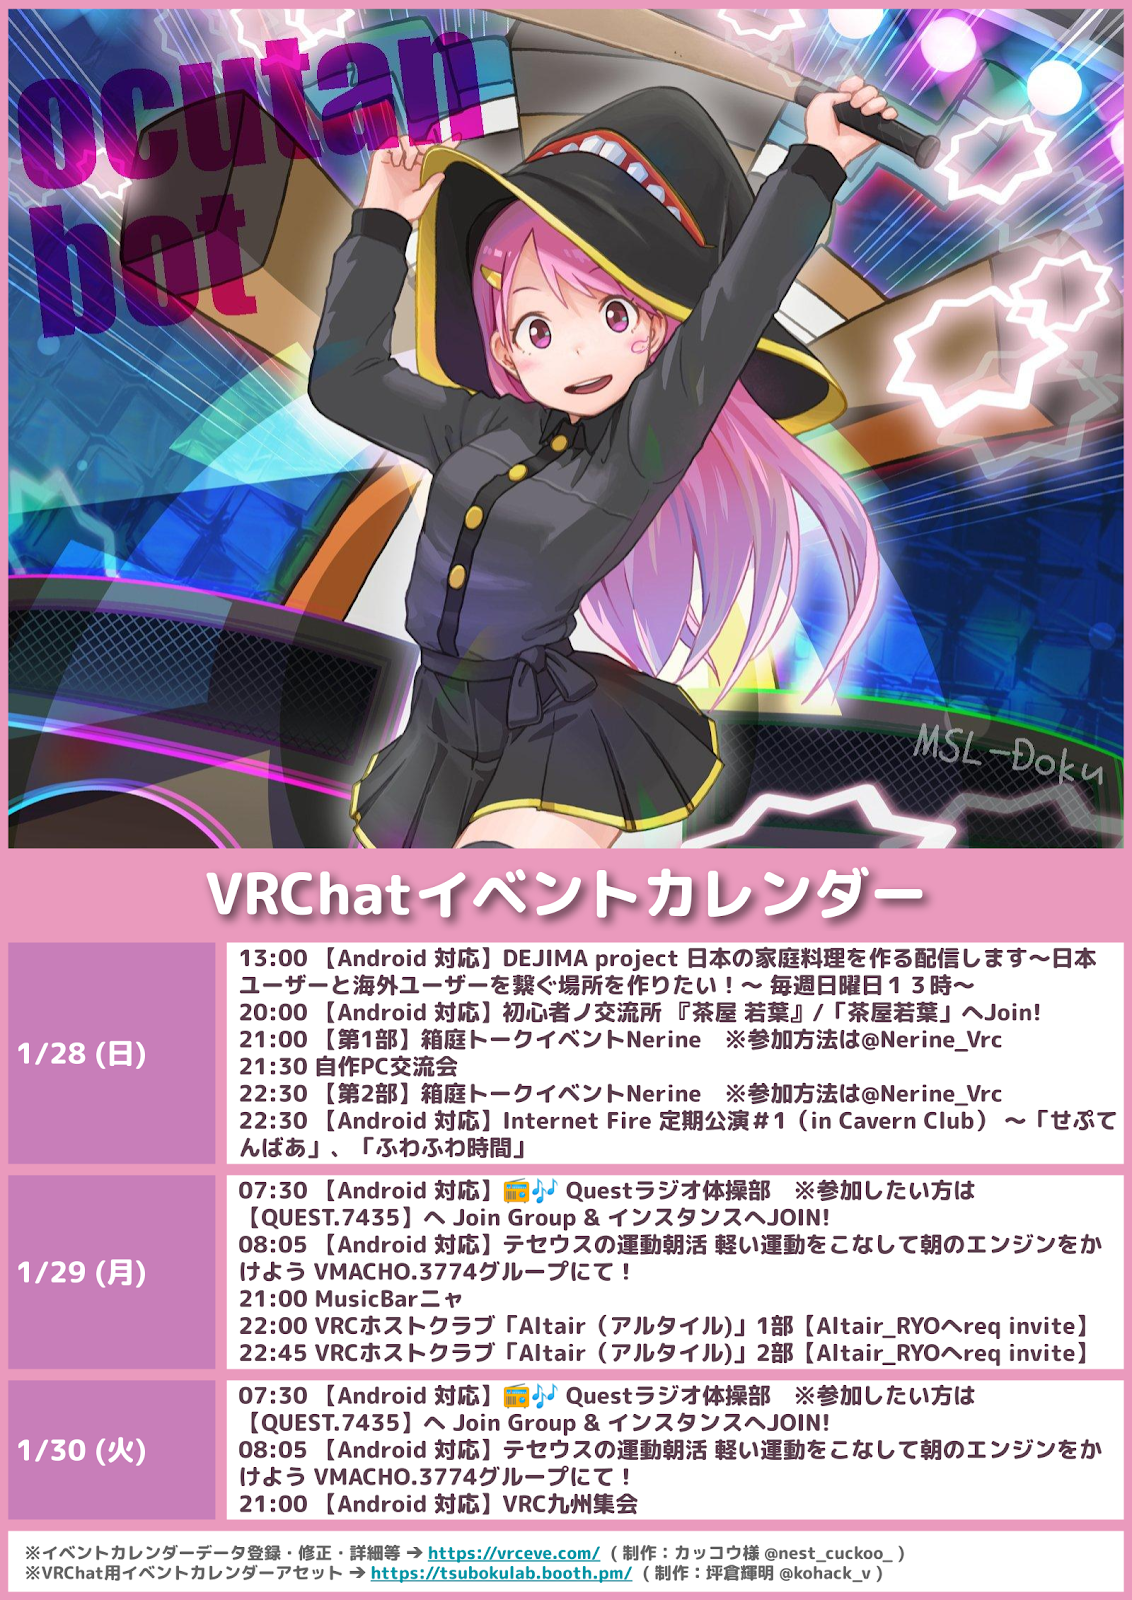 ocutan
bot
MSL-Doku
VRChatイベントカレンダー
1/28 (日)
13:00 【Android 対応】DEJIMA project 日本の家庭料理を作る配信します～日本
ユーザーと海外ユーザーを繋ぐ場所を作りたい！～ 毎週日曜日１３時～
20:00 【Android 対応】初心者ノ交流所 『茶屋 若葉』/「茶屋若葉」へJoin!
21:00 【第1部】箱庭トークイベントNerine　※参加方法は@Nerine_Vrc
21:30 自作PC交流会
22:30 【第2部】箱庭トークイベントNerine　※参加方法は@Nerine_Vrc
22:30 【Android 対応】Internet Fire 定期公演＃1（in Cavern Club） ～「せぷて
んばあ」、「ふわふわ時間」
1/29 (月)
07:30 【Android 対応】📻🎶 Questラジオ体操部　※参加したい方は
【QUEST.7435】へ Join Group & インスタンスへJOIN!
08:05 【Android 対応】テセウスの運動朝活 軽い運動をこなして朝のエンジンをか
けよう VMACHO.3774グループにて！
21:00 MusicBarニャ
22:00 VRCホストクラブ「Altair（アルタイル)」1部【Altair_RYOへreq invite】
22:45 VRCホストクラブ「Altair（アルタイル)」2部【Altair_RYOへreq invite】
1/30 (火)
07:30 【Android 対応】📻🎶 Questラジオ体操部　※参加したい方は
【QUEST.7435】へ Join Group & インスタンスへJOIN!
08:05 【Android 対応】テセウスの運動朝活 軽い運動をこなして朝のエンジンをか
けよう VMACHO.3774グループにて！
21:00 【Android 対応】VRC九州集会
※イベントカレンダーデータ登録・修正・詳細等 ➔ https://vrceve.com/ （ 制作：カッコウ様 @nest_cuckoo_ ）
※VRChat用イベントカレンダーアセット ➔ https://tsubokulab.booth.pm/ （ 制作：坪倉輝明 @kohack_v ）